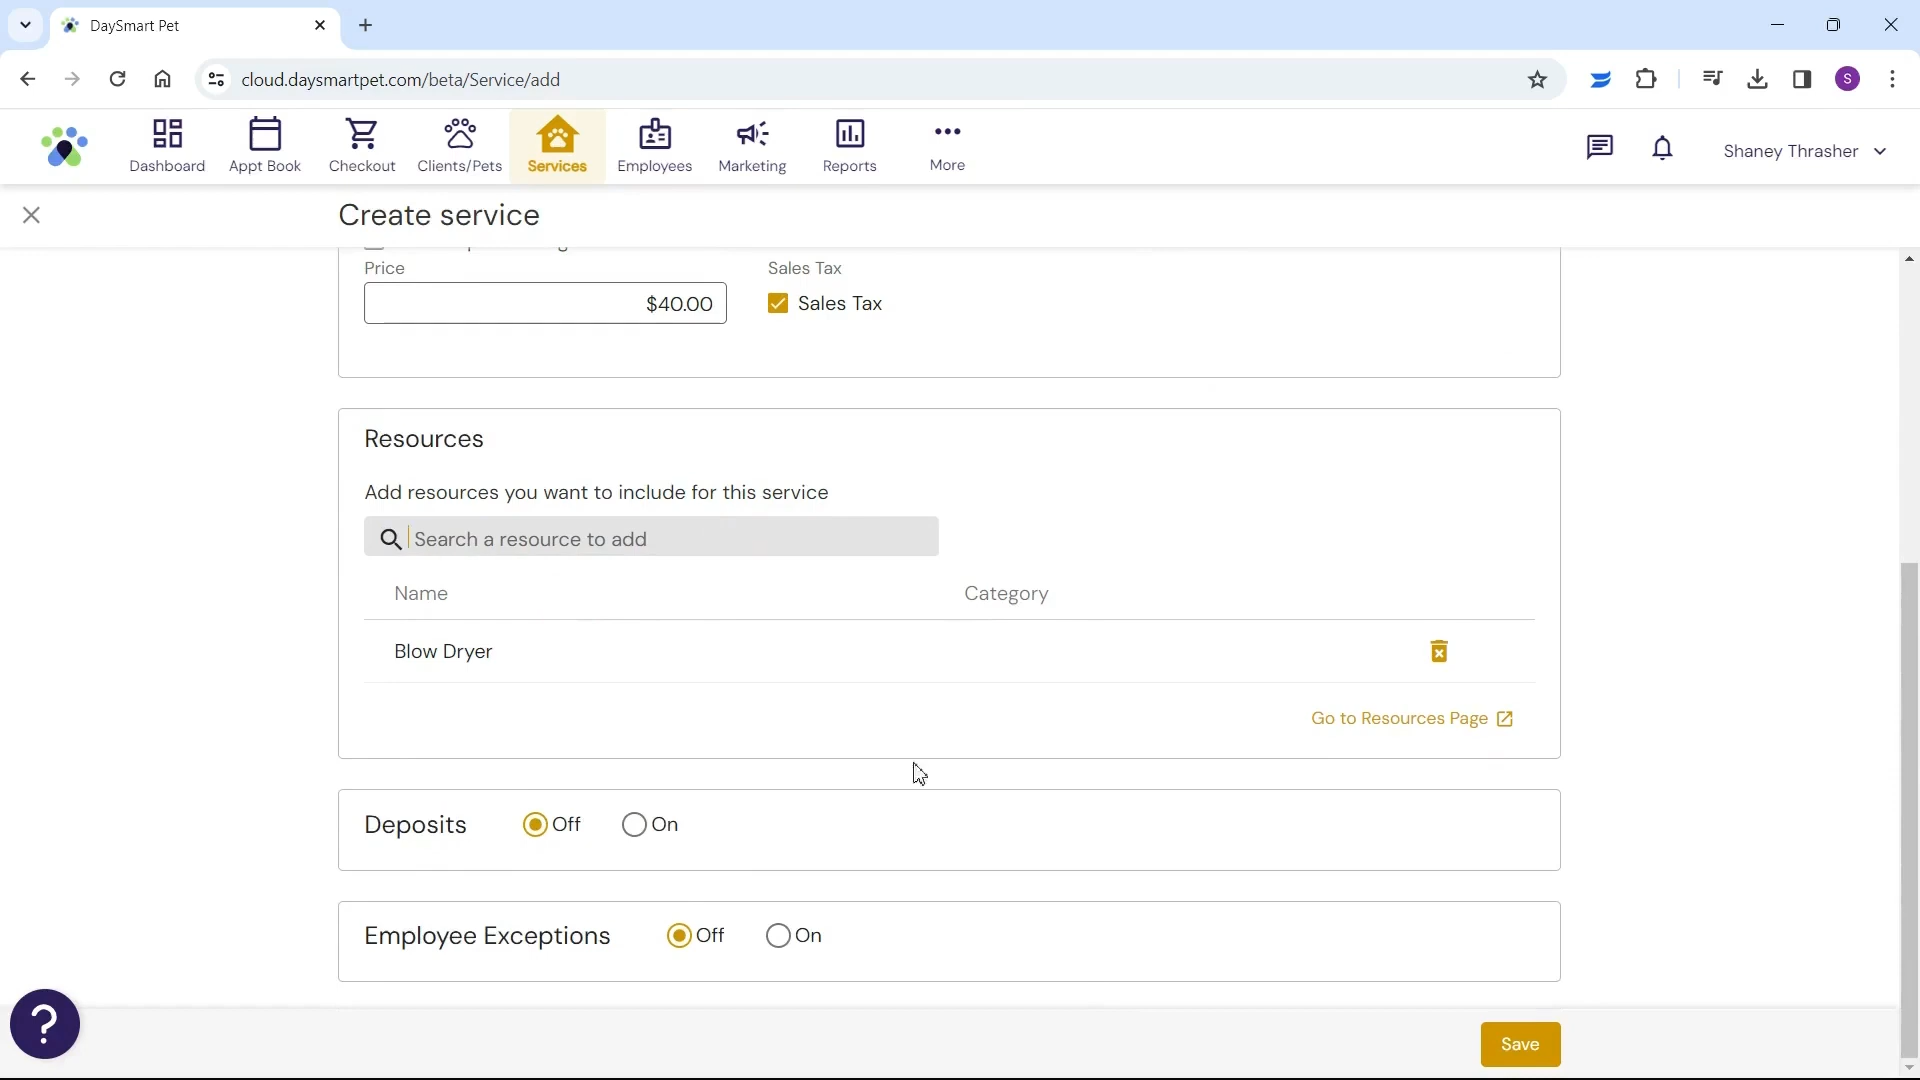 DaySmart Pet
cloud.daysmartpet.com/beta/Service/add
S
Dashboard
Appt Book
Checkout
Clients/Pets
Services
Employees
Marketing
Reports
More
Shaney Thrasher
Create service
Price
Sales Tax
$40.00
Sales Tax
Resources
Add resources you want to include for this service
Search a resource to add
Name
Category
Blow Dryer
Go to Resources Page
Deposits
Off
On
Employee Exceptions
Off
On
?
Save